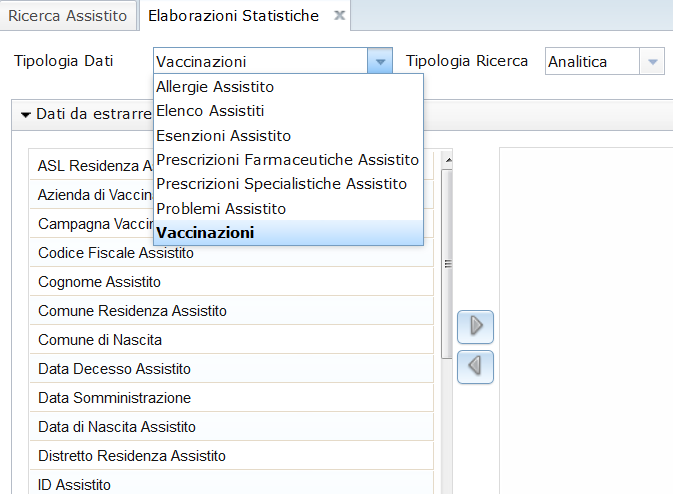 Ricerca Assistito
Elaborazioni Statistiche
Tipologia Dati
Vaccinazioni
Tipologia Ricerca
Analitica
Allergie Assistito
Elenco Assistiti
Esenzioni Assistito
Prescrizioni Farmaceutiche Assistito
Prescrizioni Specialistiche Assistito
Problemi Assistito
Vaccinazioni
Dati da estrarre
ASL Residenza A
Azienda di Vaccin
Campagna Vaccin
Codice Fiscale Assistito
Cognome Assistito
Comune Residenza Assistito
Comune di Nascita
Data Decesso Assistito
Data Somministrazione
Data di Nascita Assistito
Distretto Residenza Assistito
ID Assistito